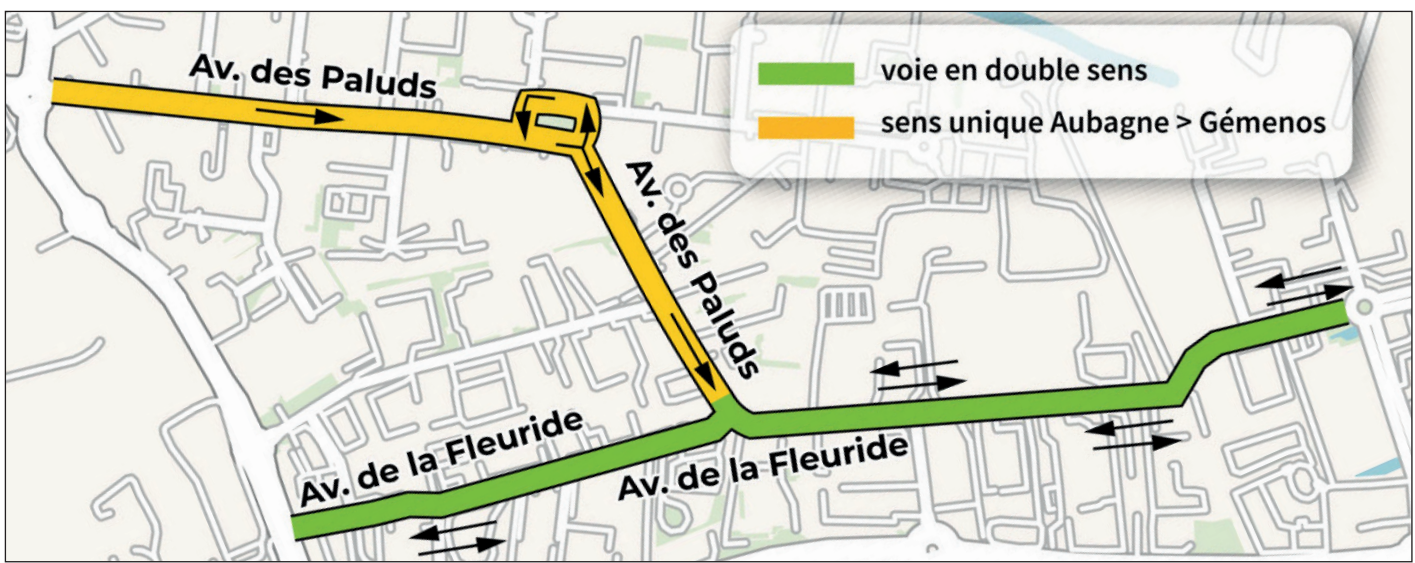 Av. des Paluds
voie en double sens
sens unique Aubagne > Gémenos
Av. des Paluds
Av. de la Fleuride
Av. de la Fleuride